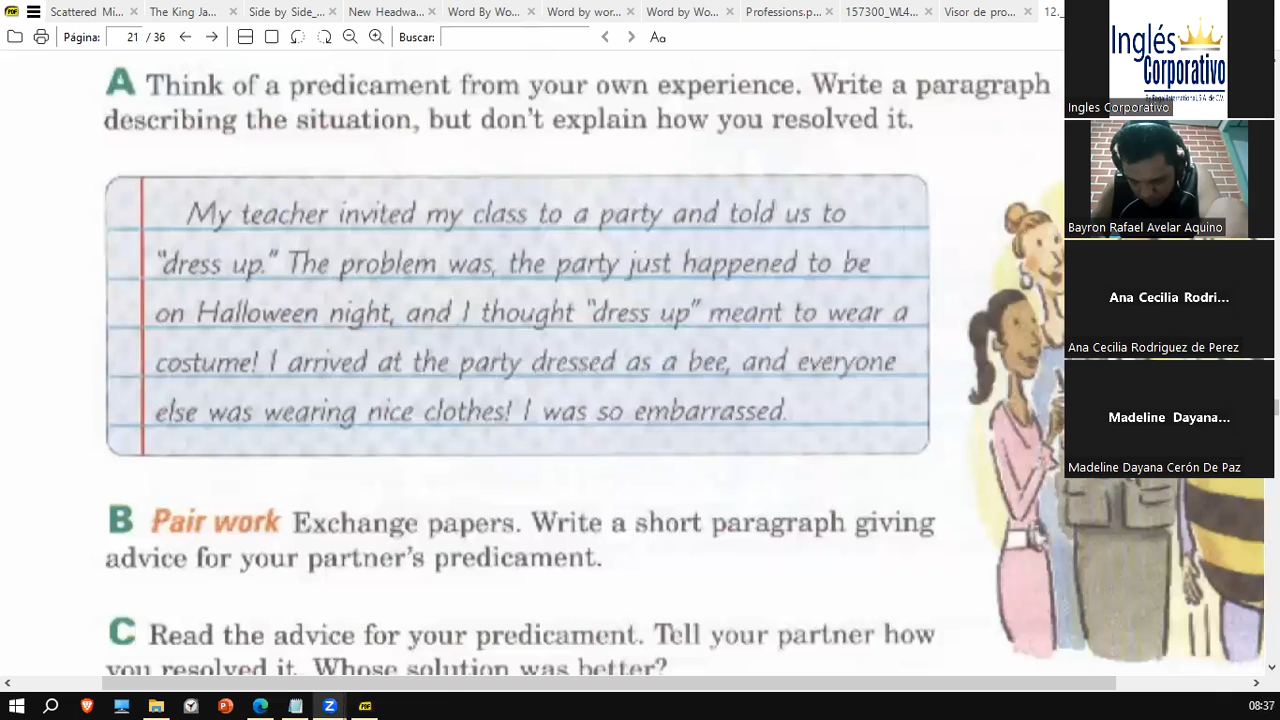 Scattered Mi...
The King Ja...
Side by Side_...
New Headwa...
Word By Wo...
Word by wor...
Word by Wo...
Professions.p...
157300_WL4...
Visor de pro...
12._
Página: 21 / 36
Buscar:
Aa
A Think of a predicament from your own experience. Write a paragraph
describing the situation, but don't explain how you resolved it.
My teacher invited my class to a party and told us to
"dress up." The problem was, the party just happened to be
on Halloween night, and I thought "dress up" meant to wear a
costume! I arrived at the party dressed as a bee, and everyone
else was wearing nice clothes! I was so embarrassed.
B Pair work Exchange papers. Write a short paragraph giving
advice for your partner's predicament.
C Read the advice for your predicament. Tell your partner how
you resolved it. Whose solution was better?
Inglés
Corporativo
Ingles Corporativo
Bayron Rafael Avelar Aquino
Ana Cecilia Rodri...
Ana Cecilia Rodriguez de Perez
Madeline Dayana...
Madeline Dayana Cerón De Paz
08:37